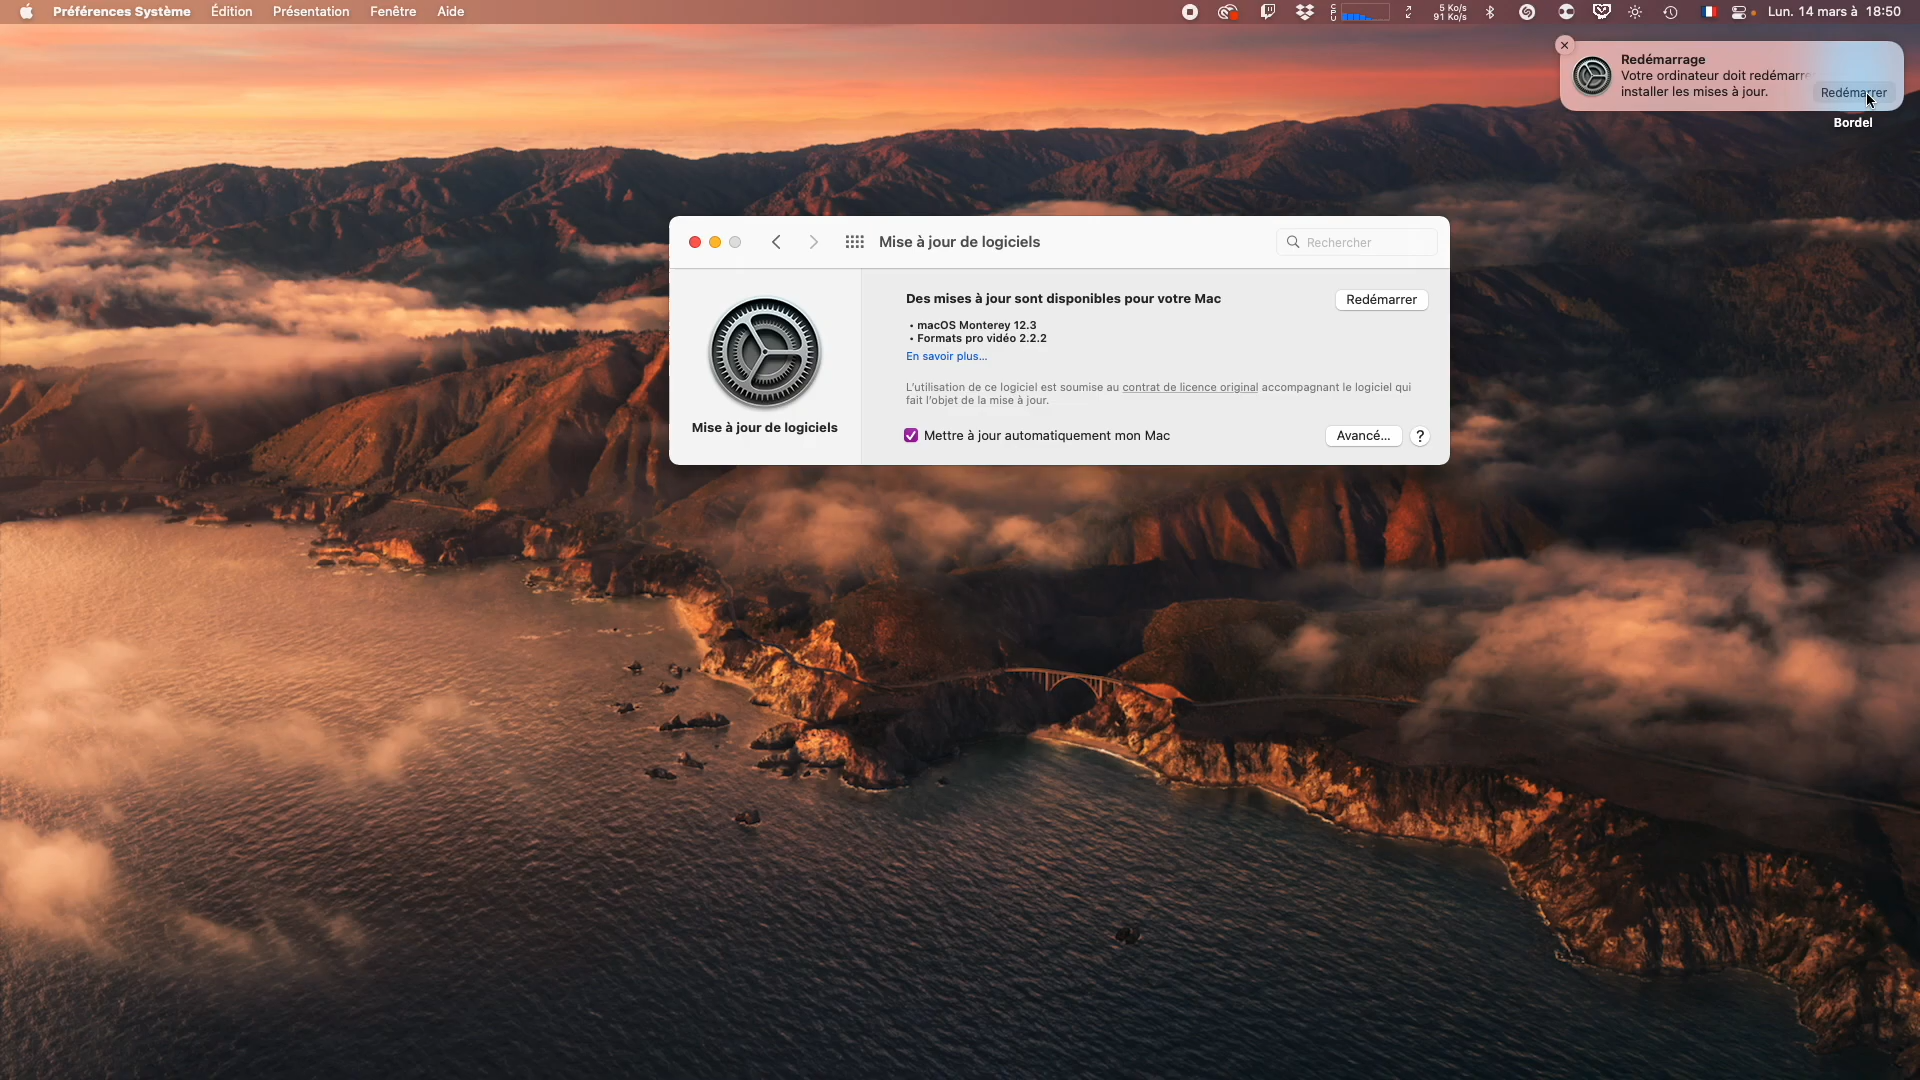 Préférences Système Édition Présentation Fenêtre Aide
CPU
5 Ko/s
91 Ko/s
Lun. 14 mars à 18:50
Redémarrage
Votre ordinateur doit redémarre
installer les mises à jour.
Redémarrer
Bordel
Mise à jour de logiciels
Rechercher
Des mises à jour sont disponibles pour votre Mac
Redémarrer
• macOS Monterey 12.3
• Formats pro vidéo 2.2.2
En savoir plus...
L'utilisation de ce logiciel est soumise au contrat de licence original accompagnant le logiciel qui
fait l'objet de la mise à jour.
Mise à jour de logiciels
Mettre à jour automatiquement mon Mac
Avancé...
?